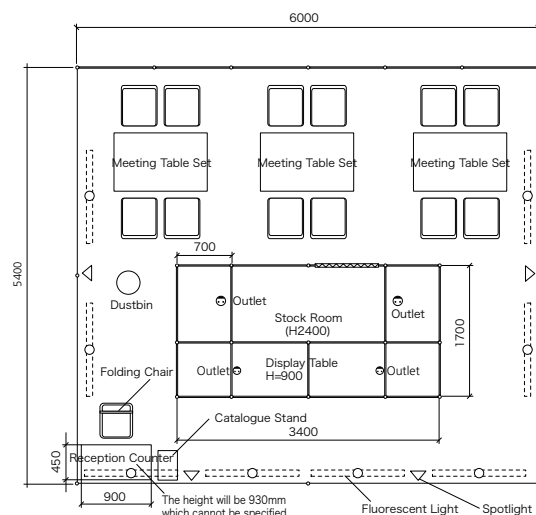 6000
Meeting Table Set
Meeting Table Set
Meeting Table Set
5400
700
Dustbin
Outlet
Outlet
Stock Room
(H2400)
1700
Outlet
Display Table
H=900
Outlet
Folding Chair
Catalogue Stand
3400
Reception Counter
450
900
The height will be 930mm
which cannot be specified
Fluorescent Light
Spotlight